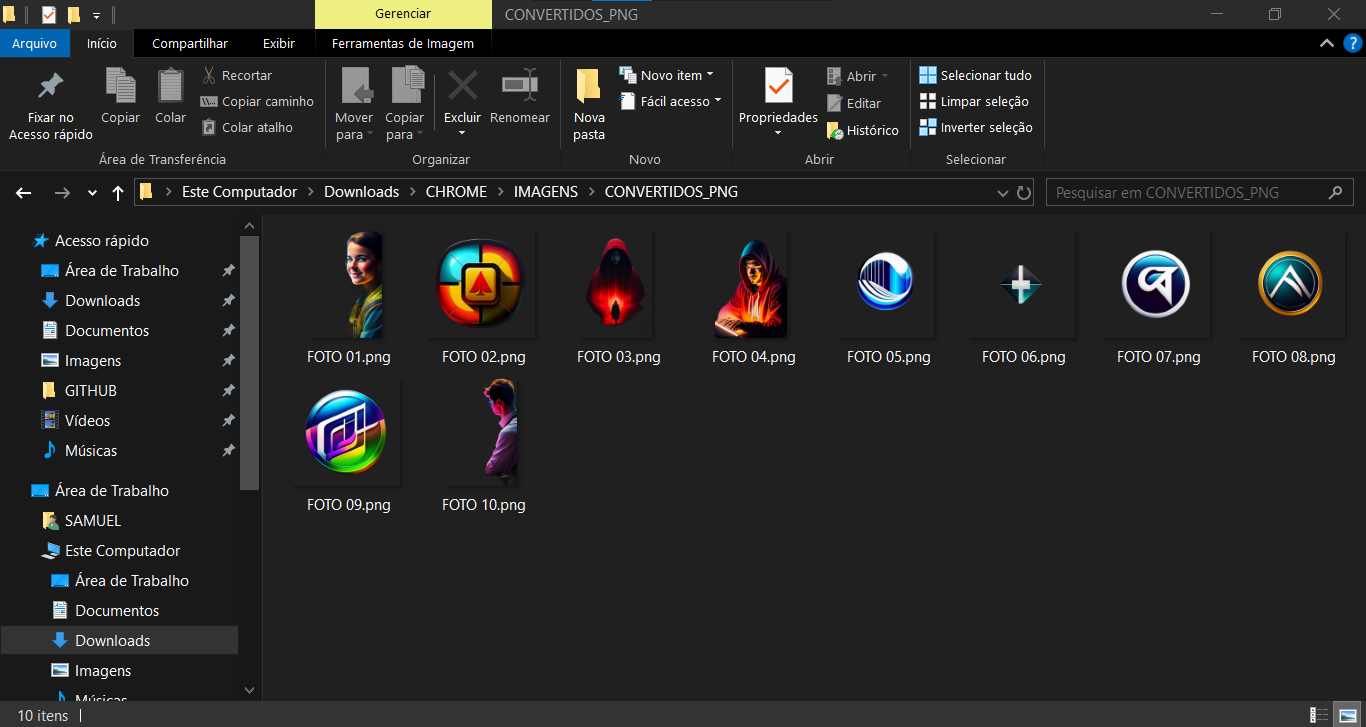 Gerenciar
CONVERTIDOS_PNG
Arquivo
Início
Compartilhar
Exibir
Ferramentas de Imagem
Fixar no
Acesso rápido
Copiar
Colar
Recortar
Copiar caminho
Colar atalho
Área de Transferência
Mover
para
Copiar
para
Excluir
Renomear
Organizar
Nova
pasta
Novo item
Fácil acesso
Novo
Propriedades
Abrir
Editar
Histórico
Abrir
Selecionar tudo
Limpar seleção
Inverter seleção
Selecionar
Este Computador > Downloads > CHROME > IMAGENS > CONVERTIDOS_PNG
Pesquisar em CONVERTIDOS_PNG
Acesso rápido
Área de Trabalho
Downloads
Documentos
Imagens
GITHUB
Vídeos
Músicas
Área de Trabalho
SAMUEL
Este Computador
Área de Trabalho
Documentos
Downloads
Imagens
Músicas
FOTO 01.png
FOTO 02.png
FOTO 03.png
FOTO 04.png
FOTO 05.png
FOTO 06.png
FOTO 07.png
FOTO 08.png
FOTO 09.png
FOTO 10.png
10 itens